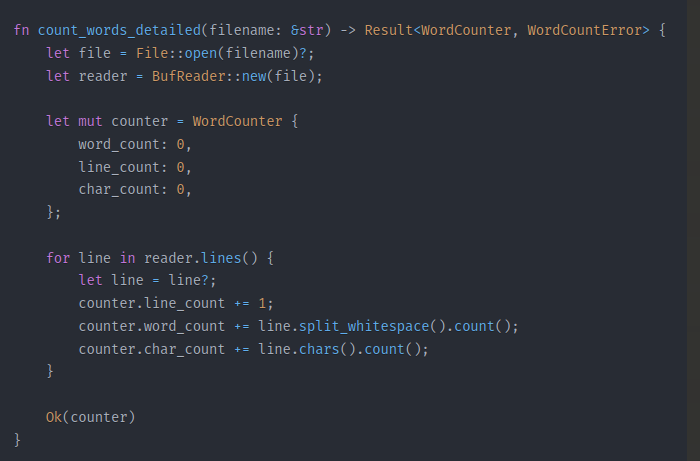 fn count_words_detailed(filename: &str) -> Result<WordCounter, WordCountError> {
    let file = File::open(filename)?;
    let reader = BufReader::new(file);

    let mut counter = WordCounter {
        word_count: 0,
        line_count: 0,
        char_count: 0,
    };

    for line in reader.lines() {
        let line = line?;
        counter.line_count += 1;
        counter.word_count += line.split_whitespace().count();
        counter.char_count += line.chars().count();
    }

    Ok(counter)
}